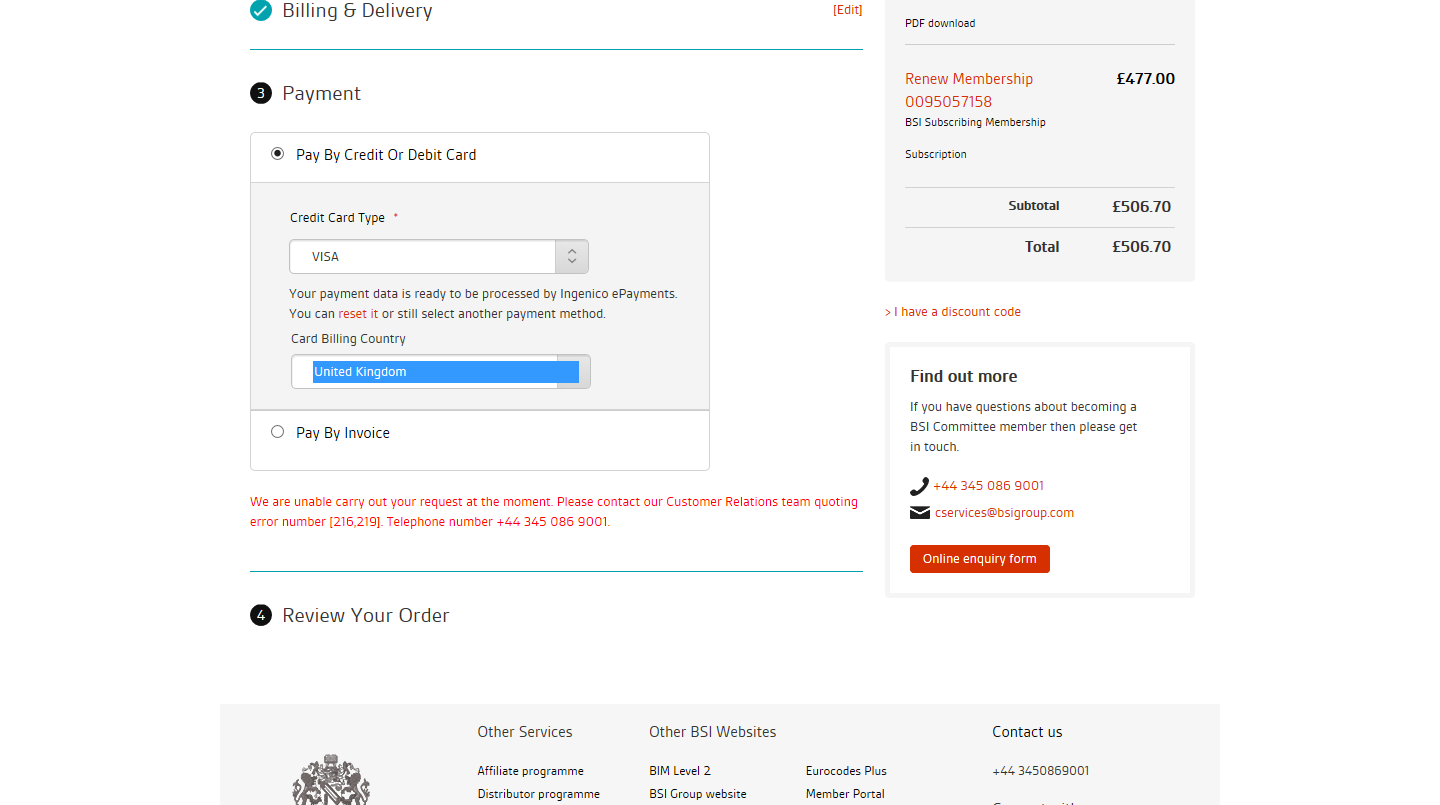 Billing & Delivery
[Edit]
3 Payment
Pay By Credit Or Debit Card
Credit Card Type *
VISA
Your payment data is ready to be processed by Ingenico ePayments.
You can reset it or still select another payment method.
Card Billing Country
United Kingdom
Pay By Invoice
We are unable carry out your request at the moment. Please contact our Customer Relations team quoting
error number [216,219]. Telephone number +44 345 086 9001.
4 Review Your Order
PDF download
Renew Membership £477.00
0095057158
BSI Subscribing Membership
Subscription
Subtotal £506.70
Total £506.70
> I have a discount code
Find out more
If you have questions about becoming a
BSI Committee member then please get
in touch.
+44 345 086 9001
cservices@bsigroup.com
Online enquiry form
Other Services
Affiliate programme
Distributor programme
Other BSI Websites
BIM Level 2
BSI Group website
Eurocodes Plus
Member Portal
Contact us
+44 3450869001